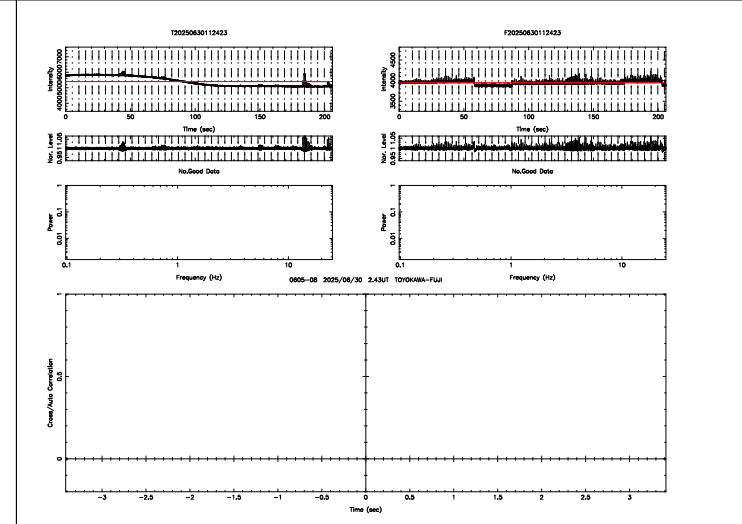 T20250630112423
F20250630112423
Intensity
4000 5000 6000 7000
0 50 100 150 200
Time (sec)
Intensity
3500 4000 4500
0 50 100 150 200
Time (sec)
Nor. Level
0.95 1 1.05
No.Good Data
Nor. Level
0.95 1 1.05
No.Good Data
Power
0.01 0.1 1
0.1 1 10
Frequency (Hz)
Power
0.01 0.1 1
0.1 1 10
Frequency (Hz)
0605-08 2025/06/30 2.43UT TOYOKAWA-FUJI
Cross/Auto Correlation
0 0.5 1
-3 -2.5 -2 -1.5 -1 -0.5 0 0.5 1 1.5 2 2.5 3
Time (sec)